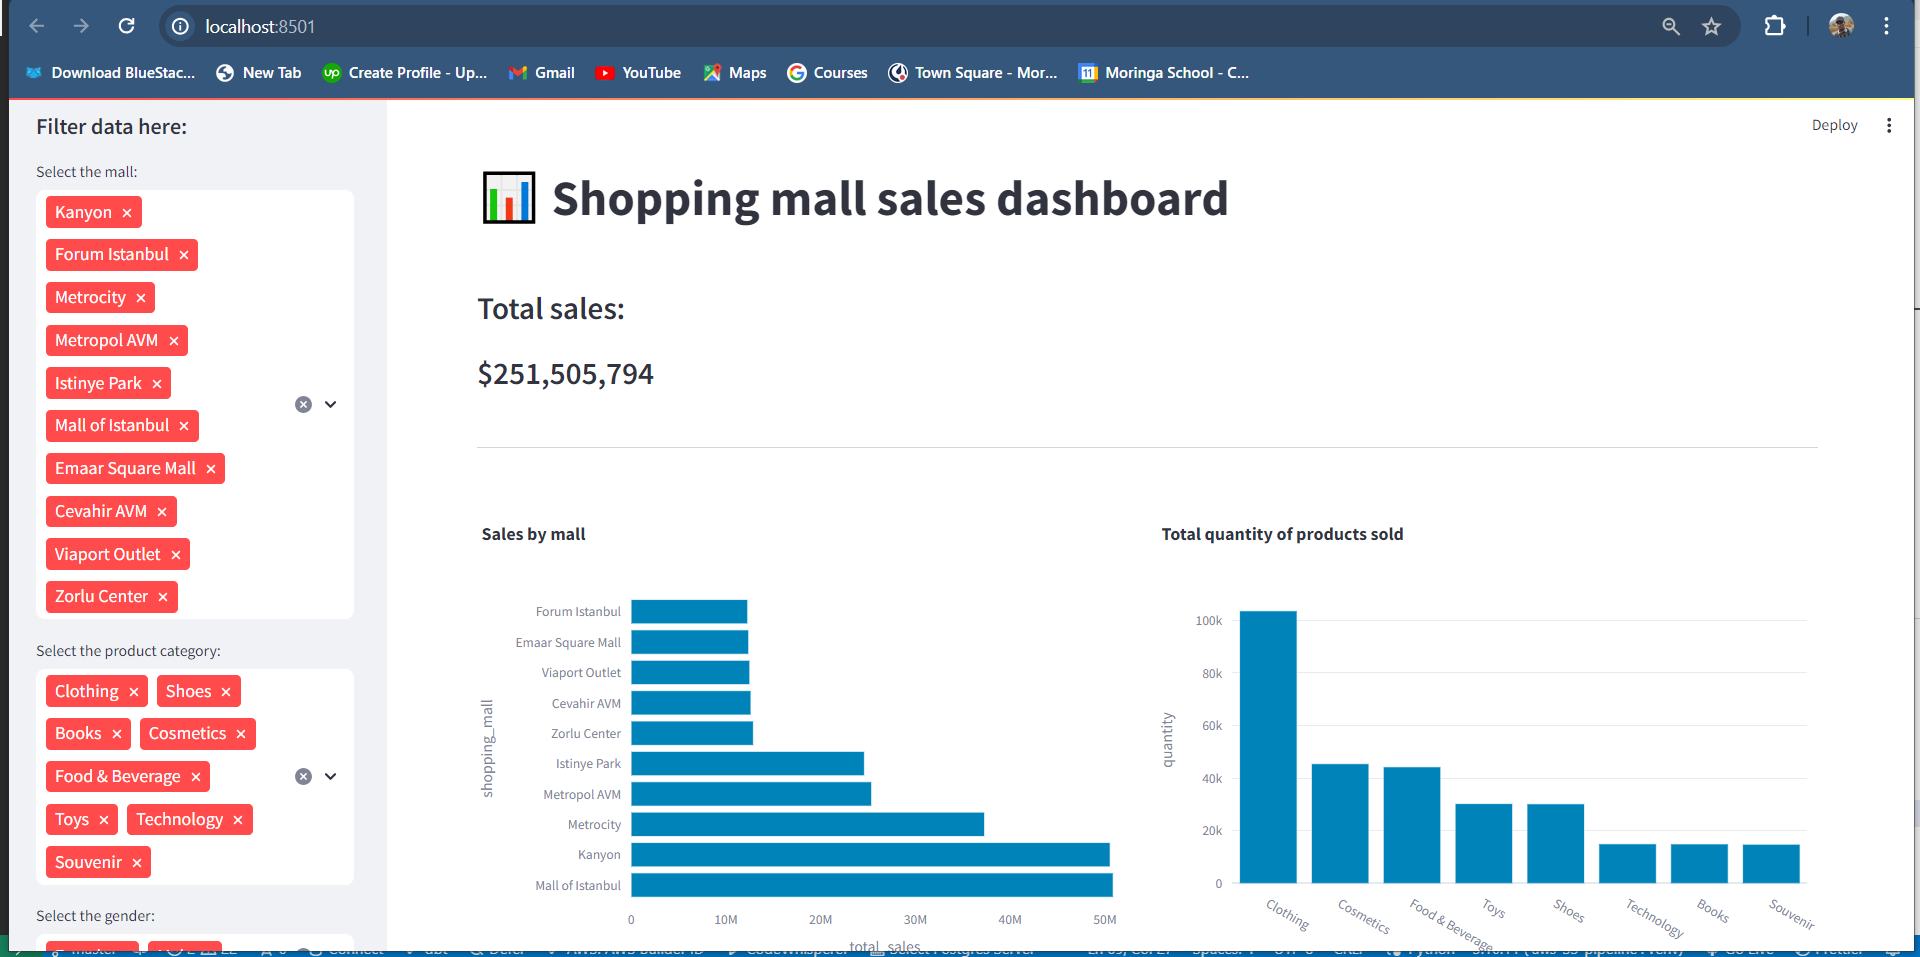 localhost:8501
Download BlueStac... New Tab Create Profile - Up... Gmail YouTube Maps Courses Town Square - Mor... Moringa School - C...
Filter data here:
Select the mall:
Kanyon ×
Forum Istanbul ×
Metrocity ×
Metropol AVM ×
Istinye Park ×
Mall of Istanbul ×
Emaar Square Mall ×
Cevahir AVM ×
Viaport Outlet ×
Zorlu Center ×
Select the product category:
Clothing × Shoes ×
Books × Cosmetics ×
Food & Beverage ×
Toys × Technology ×
Souvenir ×
Select the gender:
Deploy
Shopping mall sales dashboard
Total sales:
$251,505,794
Sales by mall
shopping_mall
Forum Istanbul
Emaar Square Mall
Viaport Outlet
Cevahir AVM
Zorlu Center
Istinye Park
Metropol AVM
Metrocity
Kanyon
Mall of Istanbul
0 10M 20M 30M 40M 50M
total_sales
Total quantity of products sold
quantity
100k
80k
60k
40k
20k
0
Clothing Cosmetics Food & Beverage Toys Shoes Technology Books Souvenir